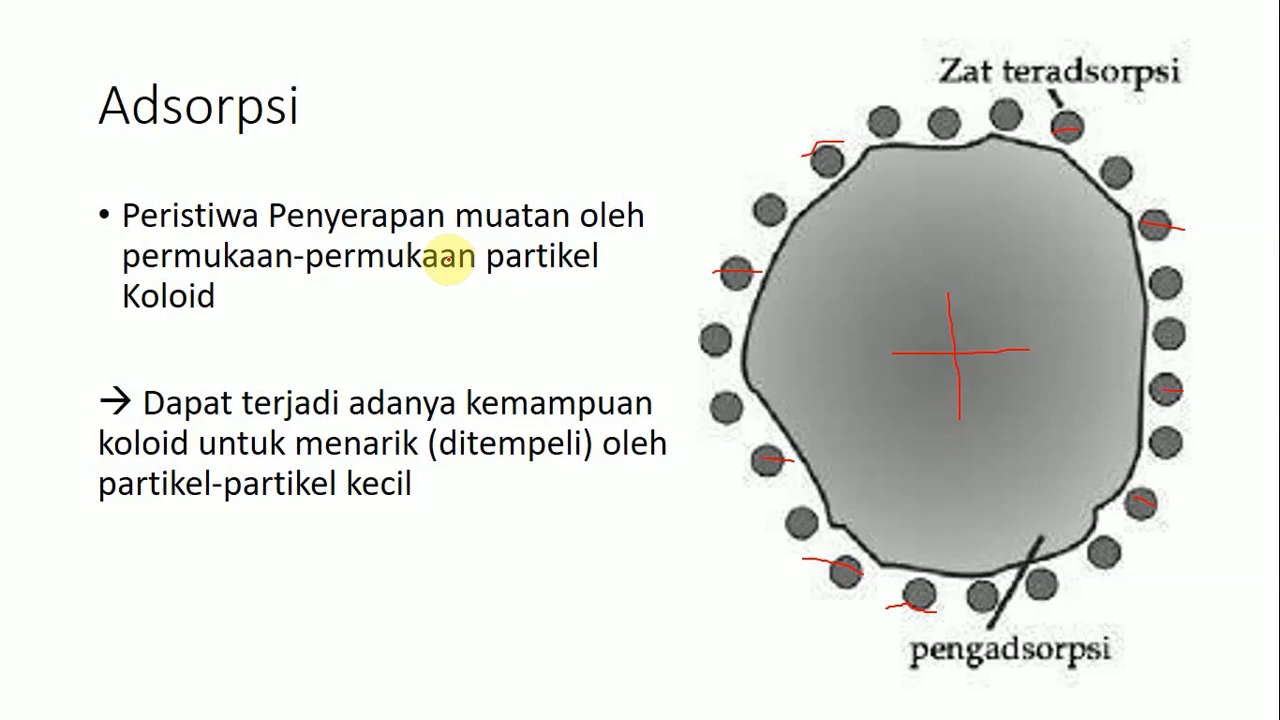 Adsorpsi
• Peristiwa Penyerapan muatan oleh
permukaan-permukaan partikel
Koloid
→ Dapat terjadi adanya kemampuan
koloid untuk menarik (ditempeli) oleh
partikel-partikel kecil
Zat teradsorpsi
pengadsorpsi